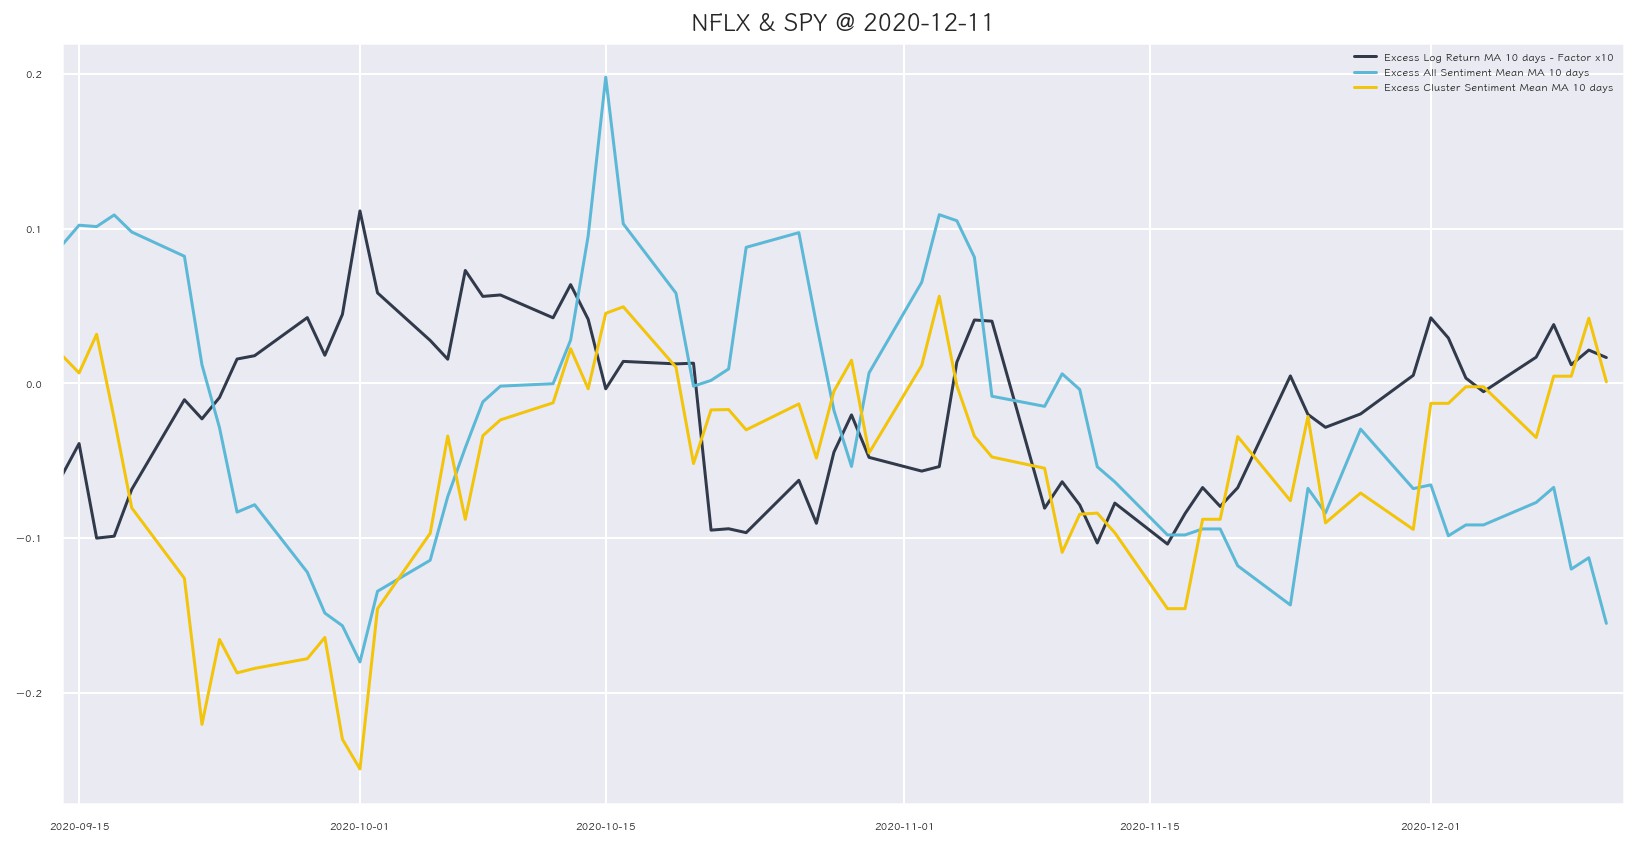 NFLX & SPY @ 2020-12-11
Excess Log Return MA 10 days - Factor x10
Excess All Sentiment Mean MA 10 days
Excess Cluster Sentiment Mean MA 10 days
0.2
0.1
0.0
−0.1
−0.2
2020-09-15
2020-10-01
2020-10-15
2020-11-01
2020-11-15
2020-12-01